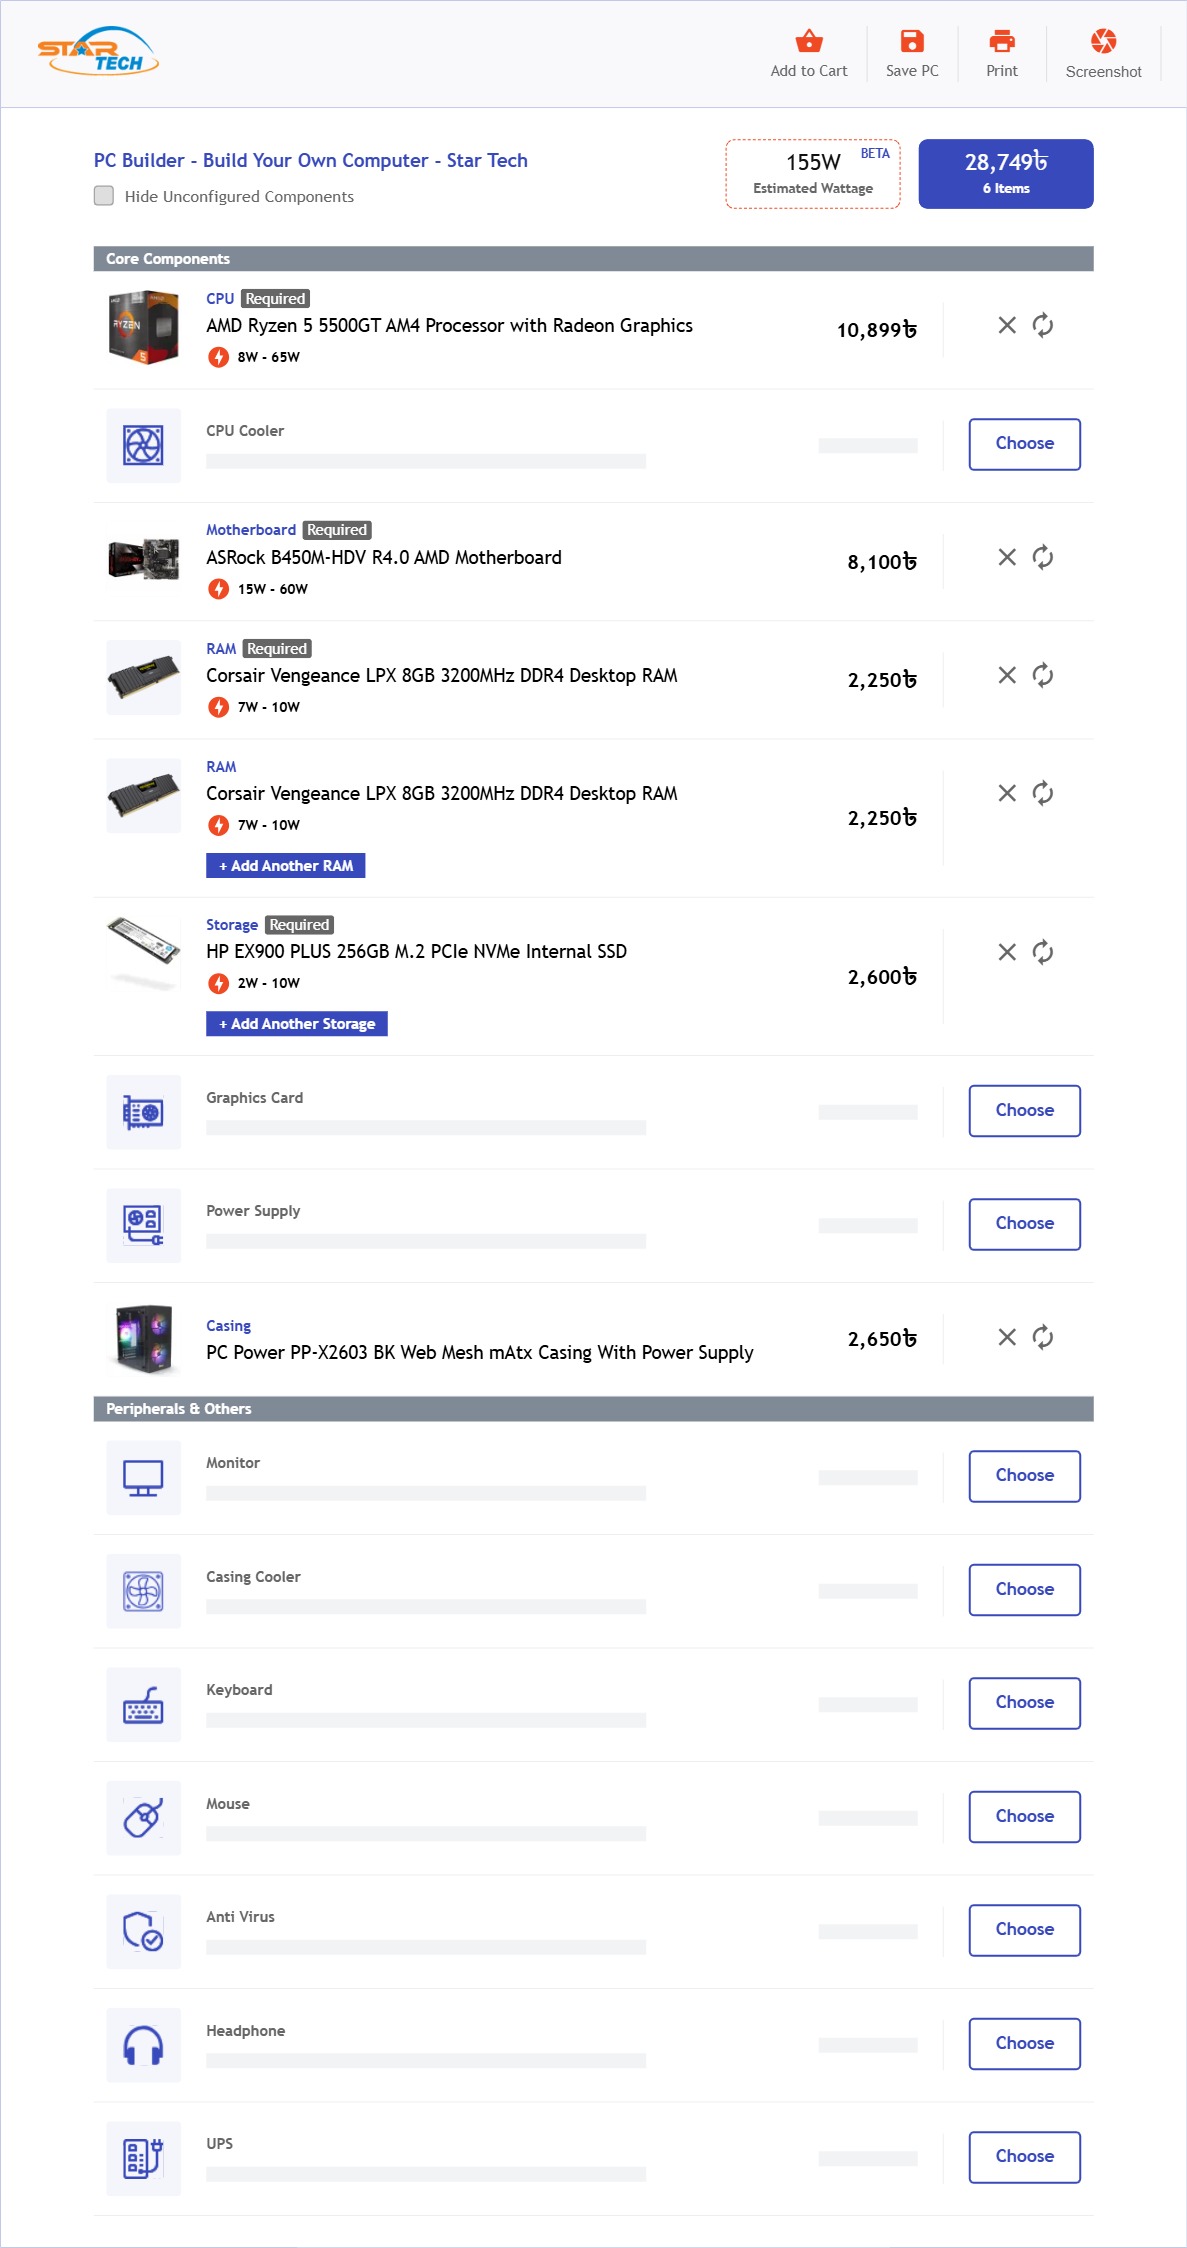 STAR
TECH
Add to Cart
Save PC
Print
Screenshot
PC Builder - Build Your Own Computer - Star Tech
Hide Unconfigured Components
155W
BETA
Estimated Wattage
28,749৳
6 Items
Core Components
RYZEN
5
CPU Required
AMD Ryzen 5 5500GT AM4 Processor with Radeon Graphics
8W - 65W
10,899৳
CPU Cooler
Choose
Motherboard Required
ASRock B450M-HDV R4.0 AMD Motherboard
15W - 60W
8,100৳
RAM Required
Corsair Vengeance LPX 8GB 3200MHz DDR4 Desktop RAM
7W - 10W
2,250৳
RAM
Corsair Vengeance LPX 8GB 3200MHz DDR4 Desktop RAM
7W - 10W
2,250৳
+ Add Another RAM
Storage Required
HP EX900 PLUS 256GB M.2 PCIe NVMe Internal SSD
2W - 10W
2,600৳
+ Add Another Storage
Graphics Card
Choose
Power Supply
Choose
Casing
PC Power PP-X2603 BK Web Mesh mAtx Casing With Power Supply
2,650৳
Peripherals & Others
Monitor
Choose
Casing Cooler
Choose
Keyboard
Choose
Mouse
Choose
Anti Virus
Choose
Headphone
Choose
UPS
Choose